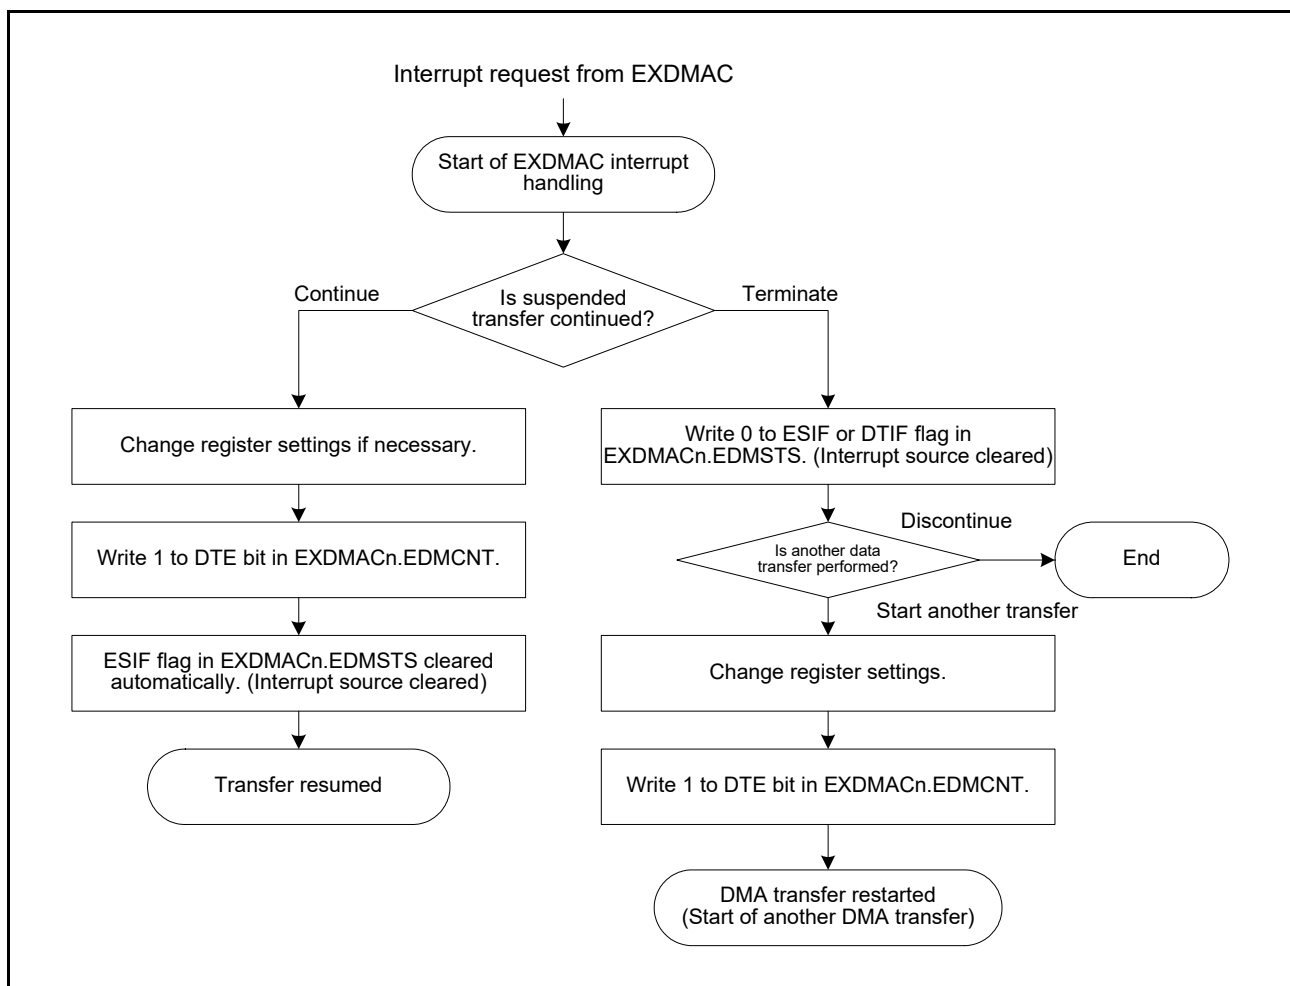 Interrupt request from EXDMAC
Start of EXDMAC interrupt
handling
Continue
Is suspended
transfer continued?
Terminate
Change register settings if necessary.
Write 1 to DTE bit in EXDMACn.EDMCNT.
ESIF flag in EXDMACn.EDMSTS cleared
automatically. (Interrupt source cleared)
Transfer resumed
Write 0 to ESIF or DTIF flag in
EXDMACn.EDMSTS. (Interrupt source cleared)
Is another data
transfer performed?
Discontinue
End
Start another transfer
Change register settings.
Write 1 to DTE bit in EXDMACn.EDMCNT.
DMA transfer restarted
(Start of another DMA transfer)